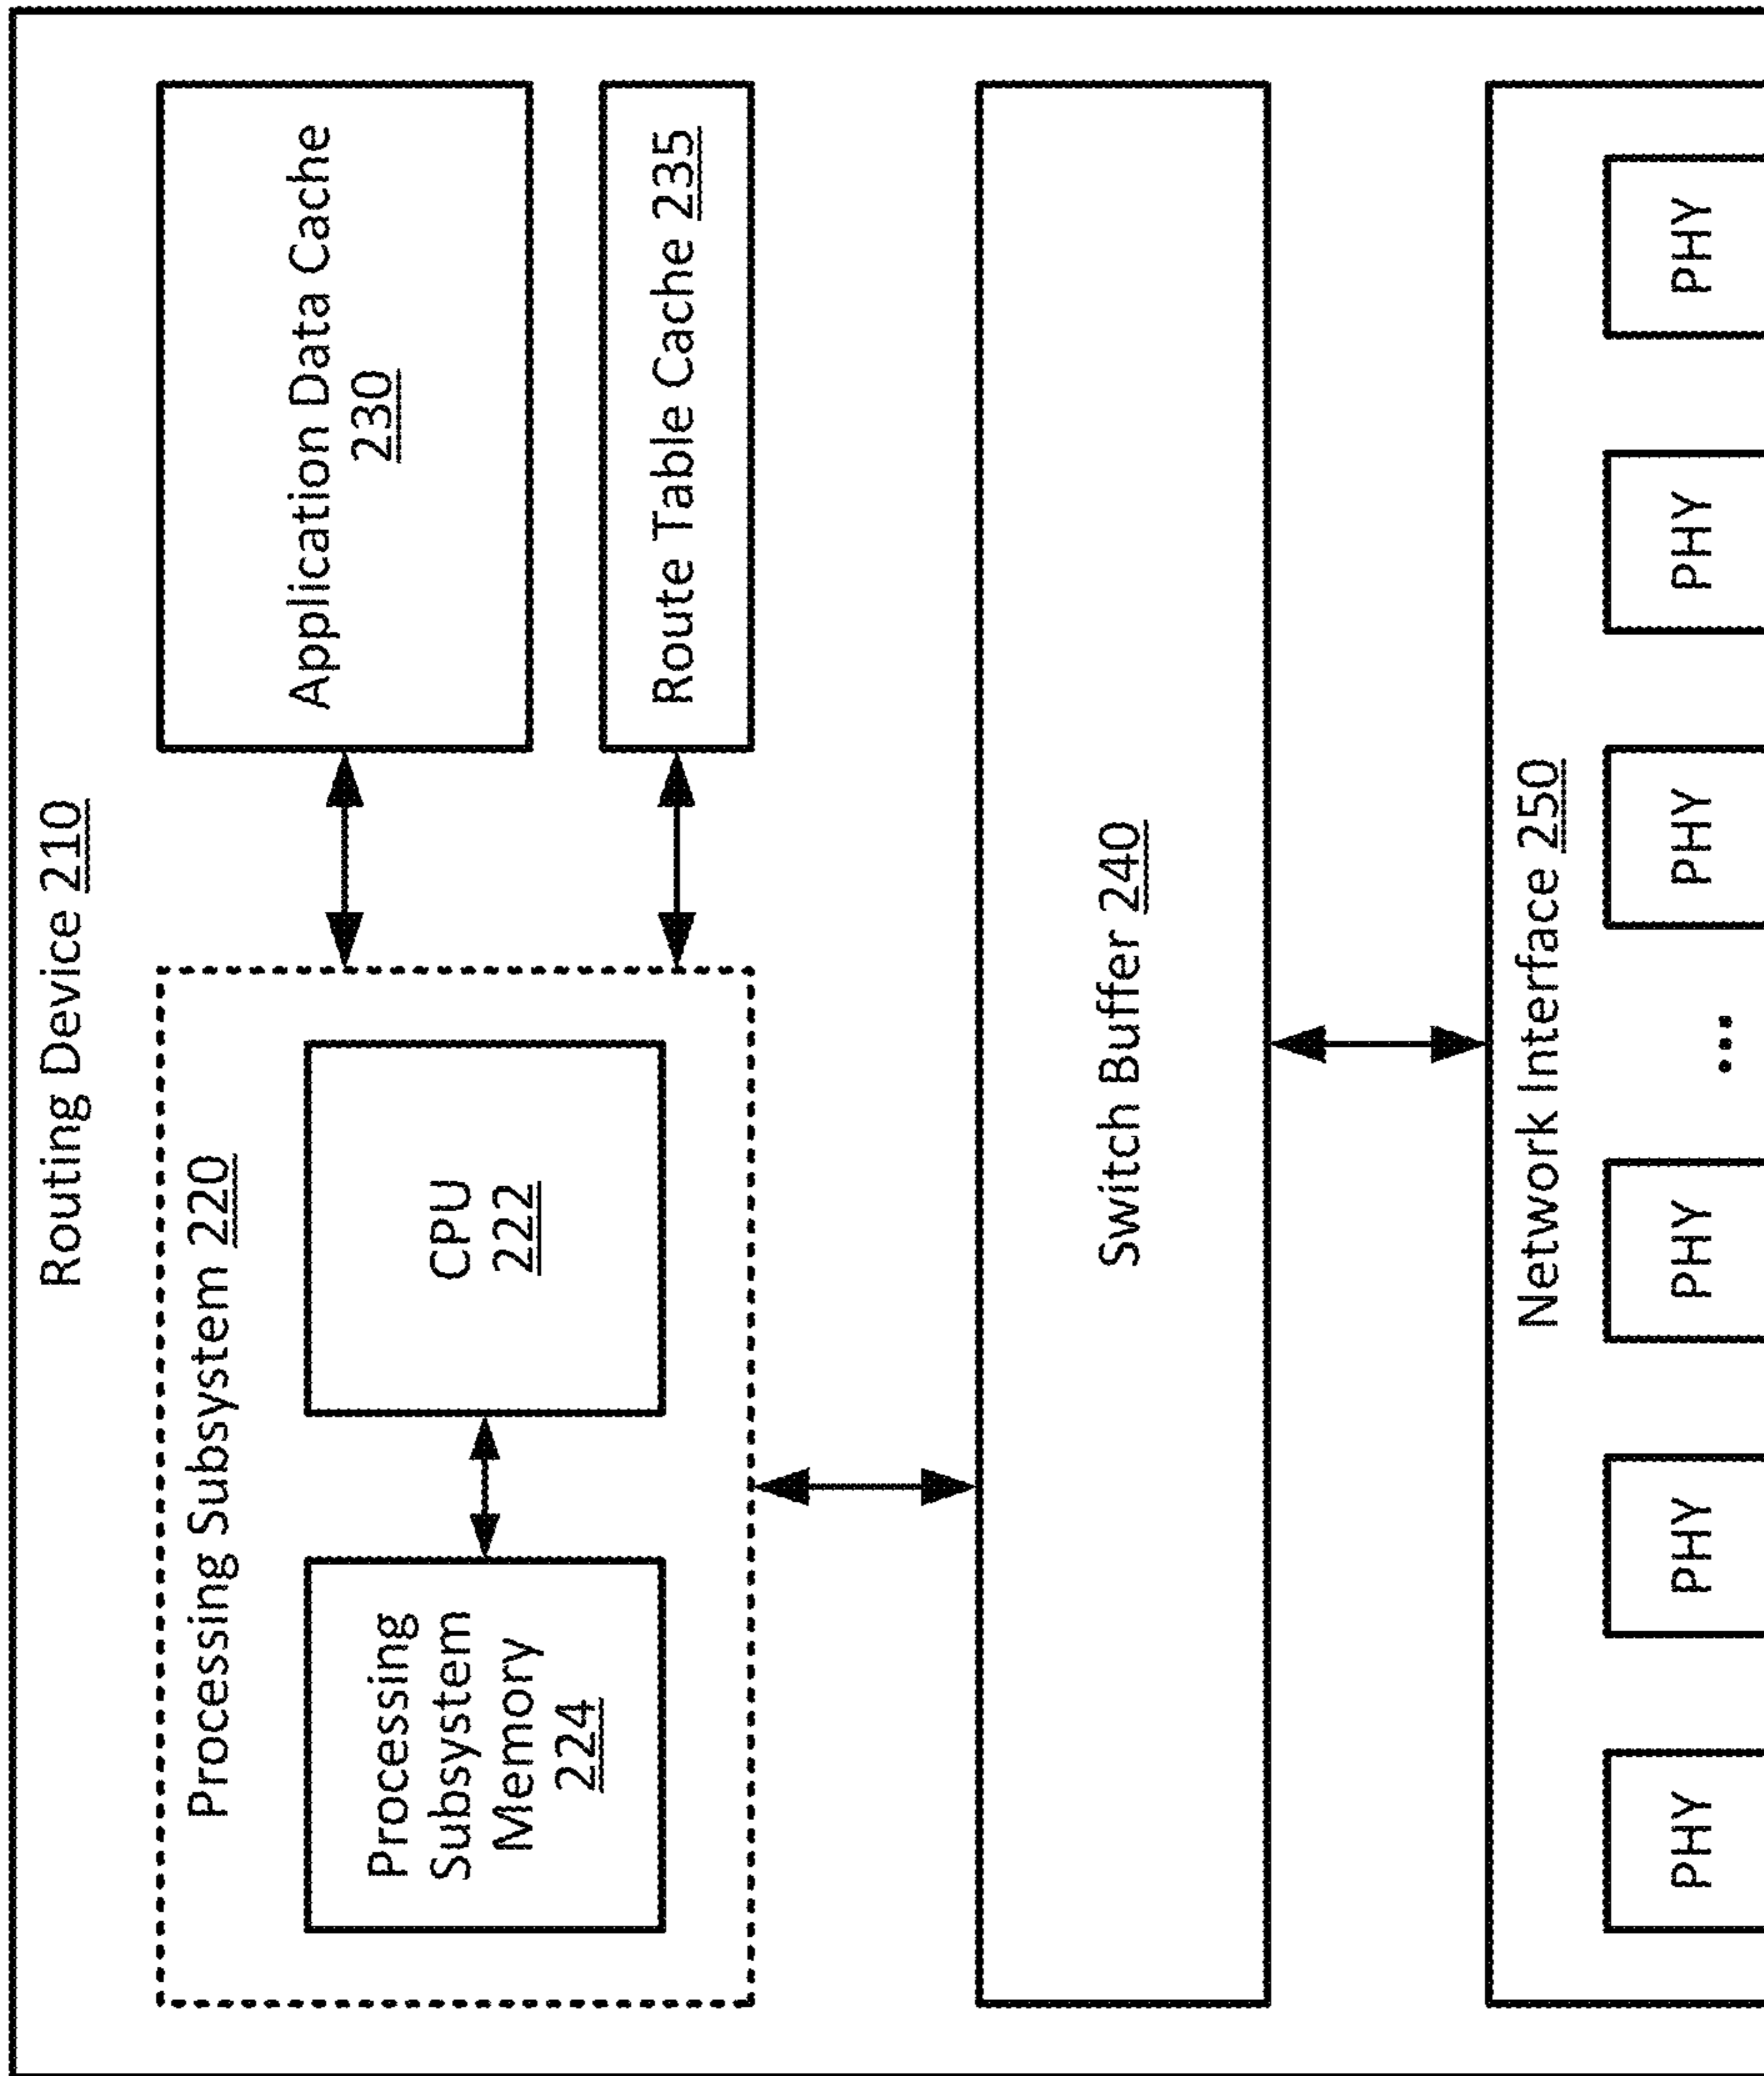 Routing Device 210
Processing Subsystem 220
Processing
Subsystem
Memory
224
CPU
222
Application Data Cache
230
Route Table Cache 235
Switch Buffer 240
Network Interface 250
PHY
PHY
PHY
...
PHY
PHY
PHY